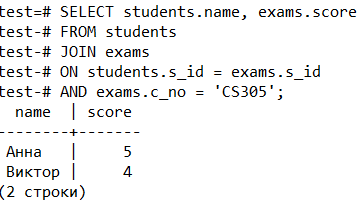 test=# SELECT students.name, exams.score
test-# FROM students
test-# JOIN exams
test-# ON students.s_id = exams.s_id
test-# AND exams.c_no = 'CS305';
  name  | score
--------+-------
 Анна   |     5
 Виктор |     4
(2 строки)